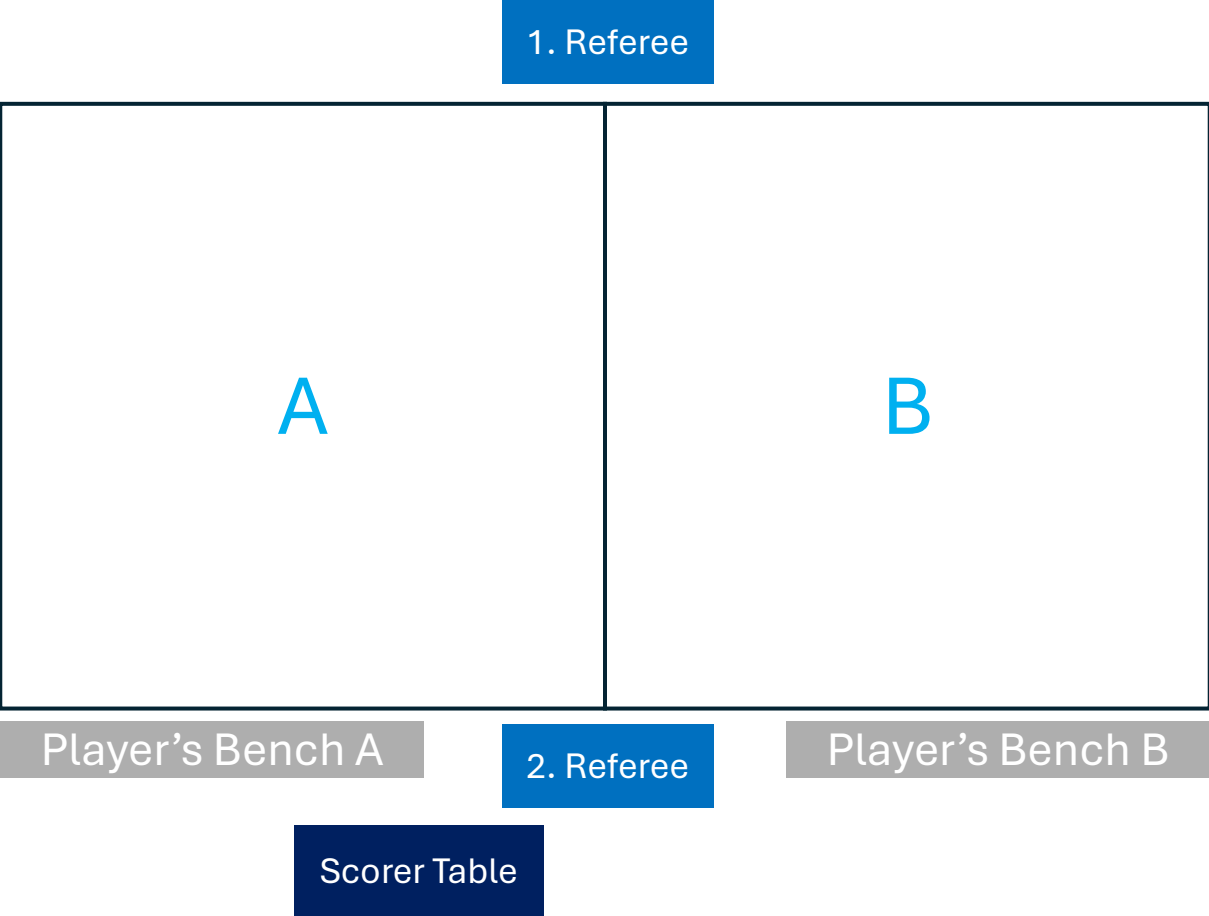 1. Referee
A
B
Player’s Bench A
2. Referee
Player’s Bench B
Scorer Table